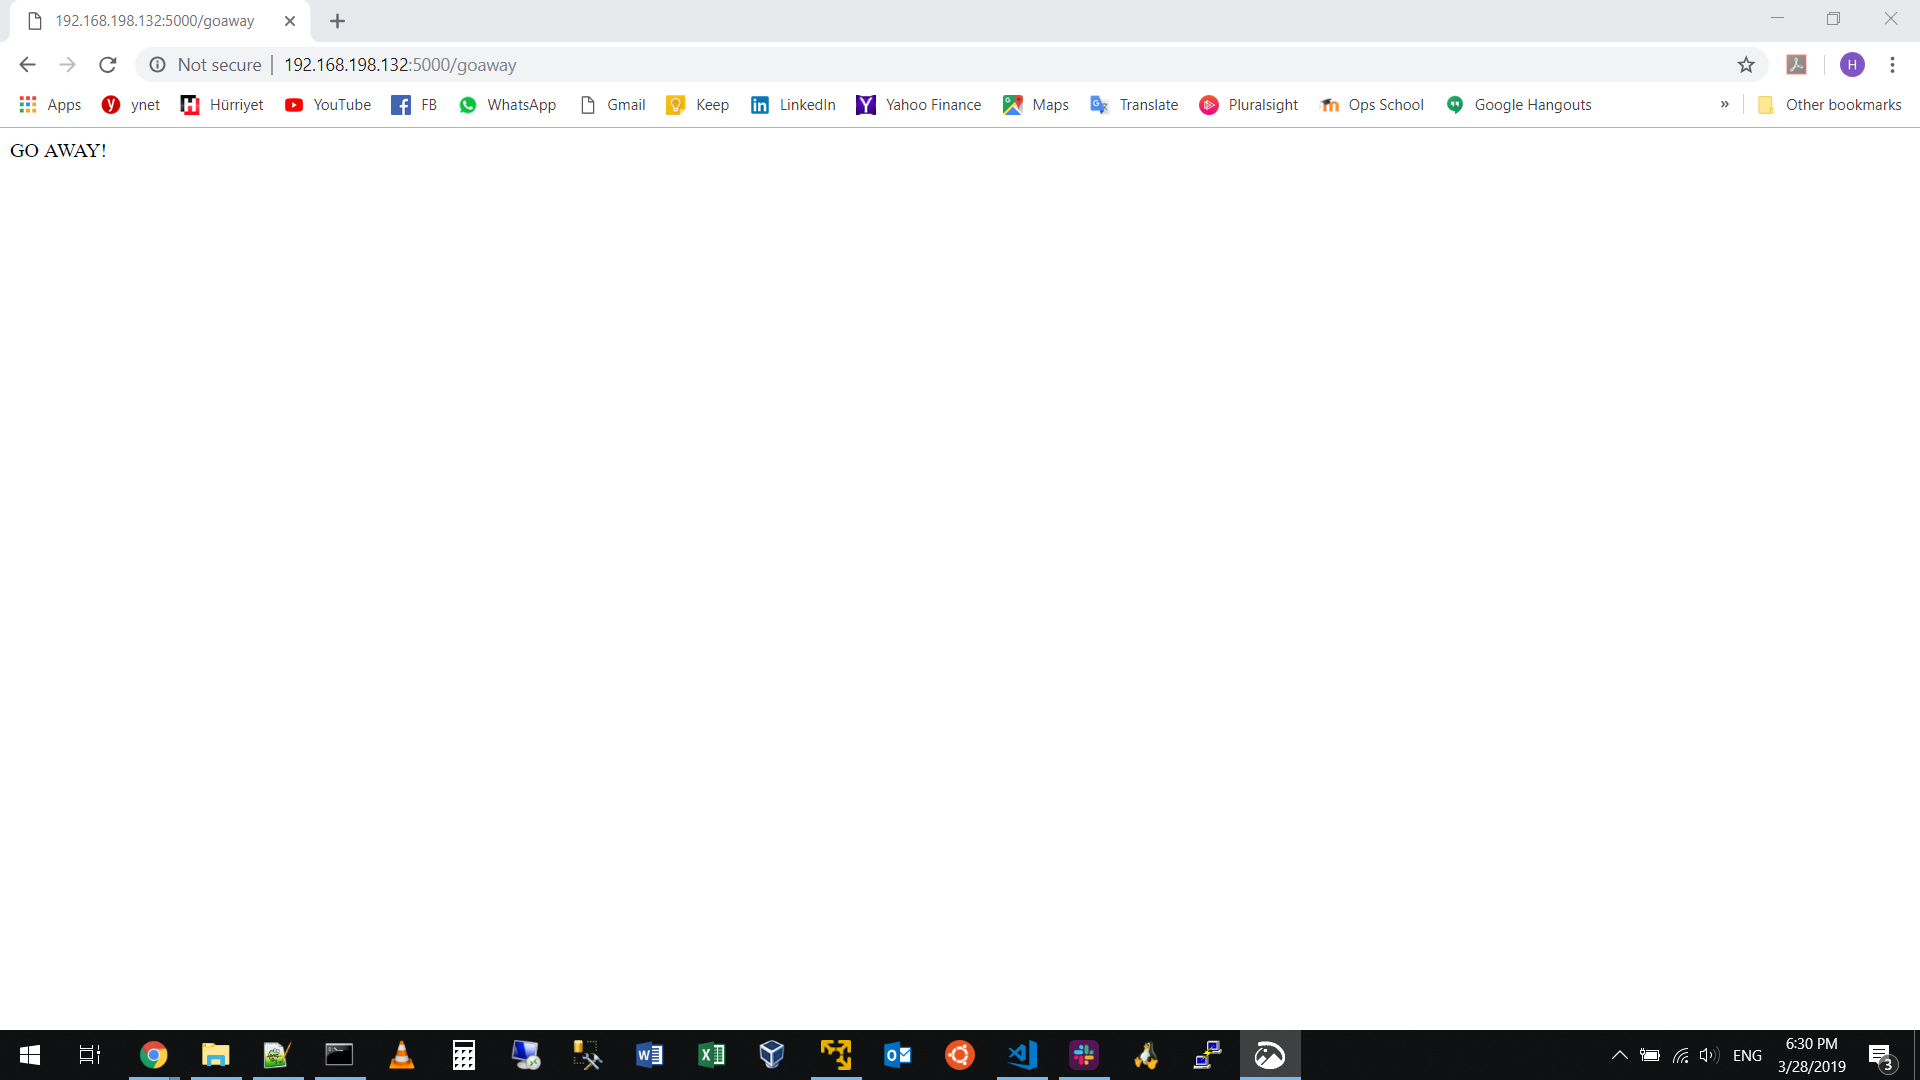 192.168.198.132:5000/goaway
Not secure | 192.168.198.132:5000/goaway
H
Apps ynet Hürriyet YouTube FB WhatsApp Gmail Keep LinkedIn Yahoo Finance Maps Translate Pluralsight Ops School Google Hangouts » Other bookmarks
GO AWAY!
ENG
6:30 PM
3/28/2019
3